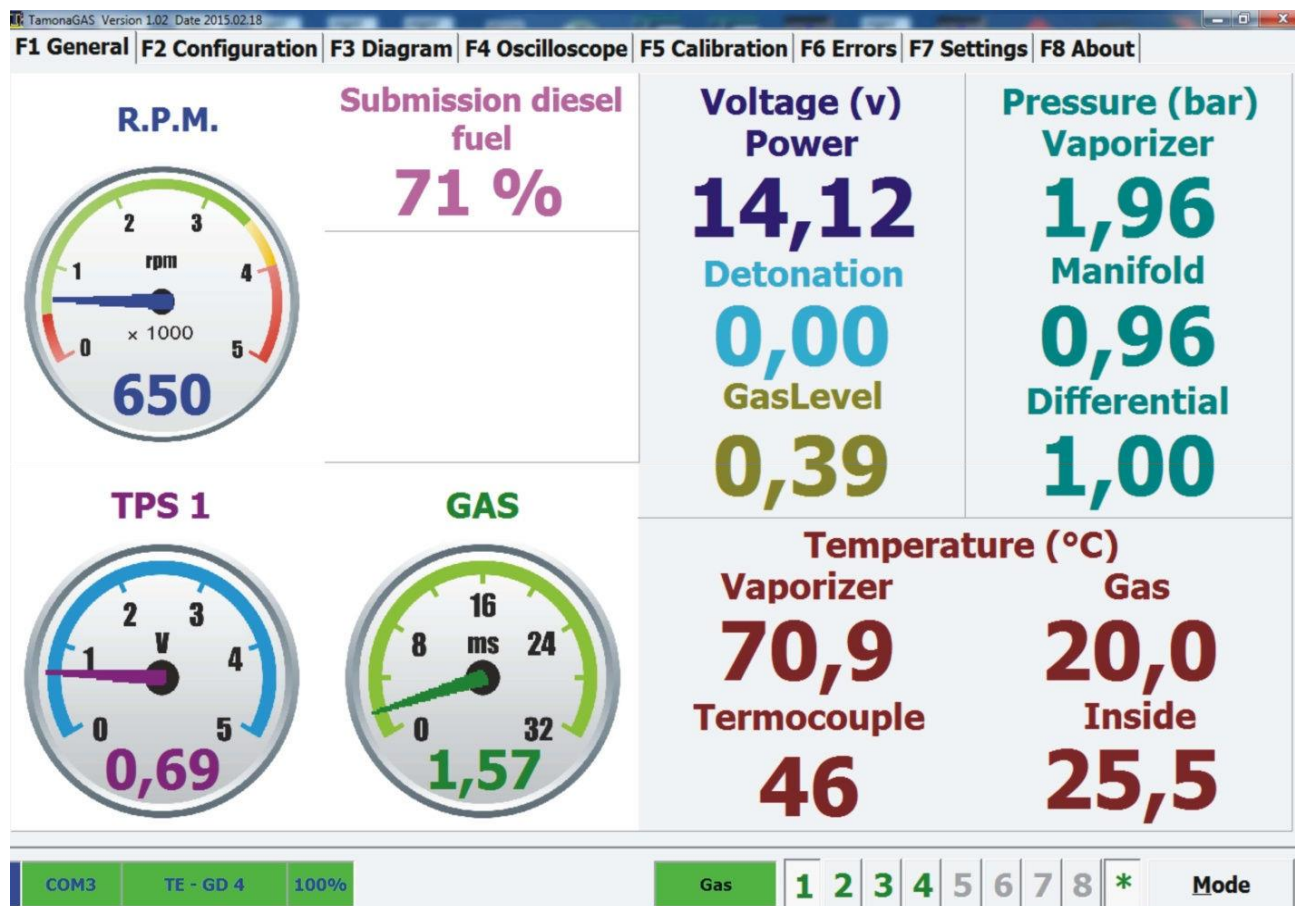 TamonaGAS Version 1.02 Date 2015.02.18
F1 General F2 Configuration F3 Diagram F4 Oscilloscope F5 Calibration F6 Errors F7 Settings F8 About
R.P.M.
0 1 2 3 4 5
rpm
× 1000
650
Submission diesel
fuel
71 %
Voltage (v)
Power
14,12
Detonation
0,00
GasLevel
0,39
Pressure (bar)
Vaporizer
1,96
Manifold
0,96
Differential
1,00
TPS 1
0 1 2 3 4 5
V
0,69
GAS
0 8 16 24 32
ms
1,57
Temperature (°C)
Vaporizer
70,9
Gas
20,0
Termocouple
46
Inside
25,5
COM3 TE - GD 4 100% Gas 1 2 3 4 5 6 7 8 * Mode